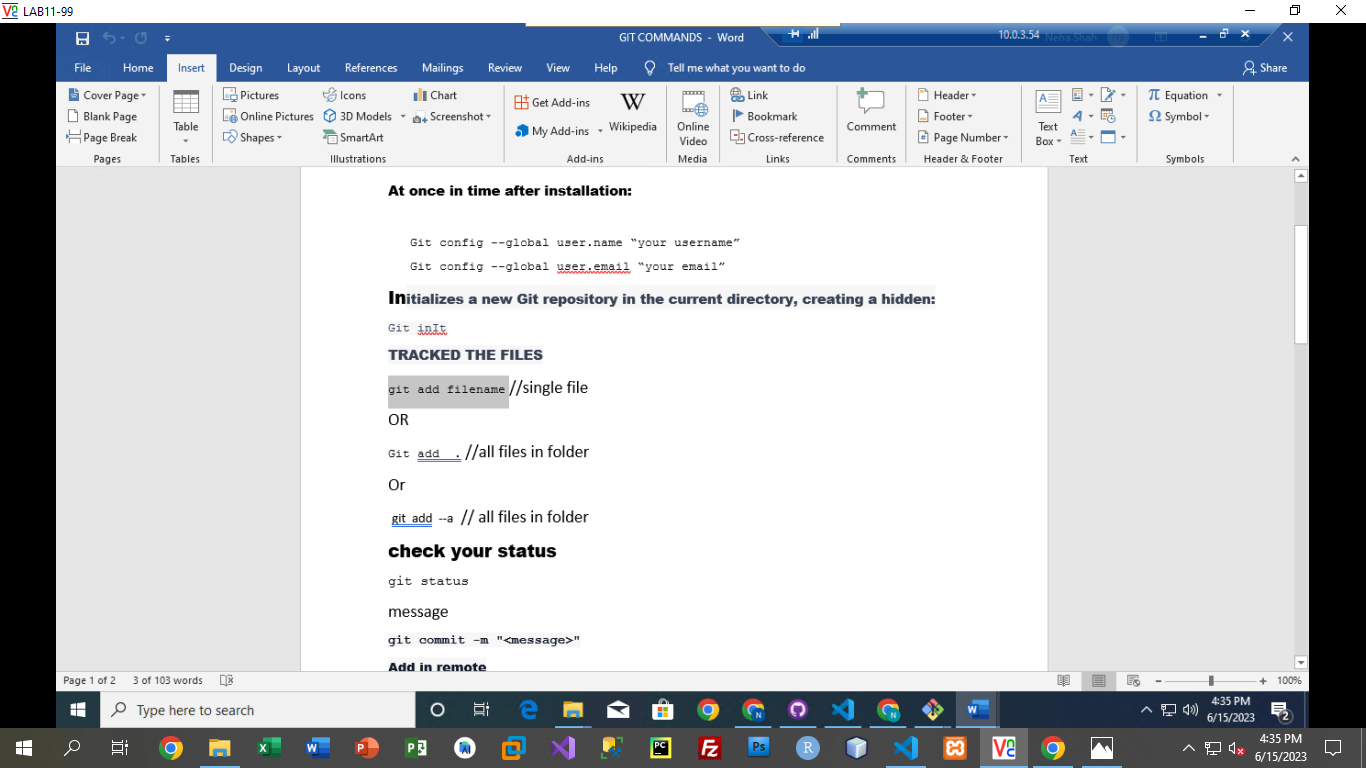 LAB11-99
GIT COMMANDS - Word
10.0.3.54
Neha Shah
File Home Insert Design Layout References Mailings Review View Help Tell me what you want to do Share
Cover Page
Blank Page
Page Break
Pages
Table
Tables
Pictures
Online Pictures
Shapes
Icons
3D Models
SmartArt
Chart
Screenshot
Illustrations
Get Add-ins
My Add-ins
Wikipedia
Add-ins
Online
Video
Media
Link
Bookmark
Cross-reference
Links
Comment
Comments
Header
Footer
Page Number
Header & Footer
Text
Box
Text
Equation
Symbol
Symbols
At once in time after installation:
Git config --global user.name “your username”
Git config --global user.email “your email”
Initializes a new Git repository in the current directory, creating a hidden:
Git inIt
TRACKED THE FILES
git add filename //single file
OR
Git add . //all files in folder
Or
git add --a // all files in folder
check your status
git status
message
git commit -m "<message>"
Add in remote
Page 1 of 2 3 of 103 words 100%
Type here to search
4:35 PM
6/15/2023
2
4:35 PM
6/15/2023